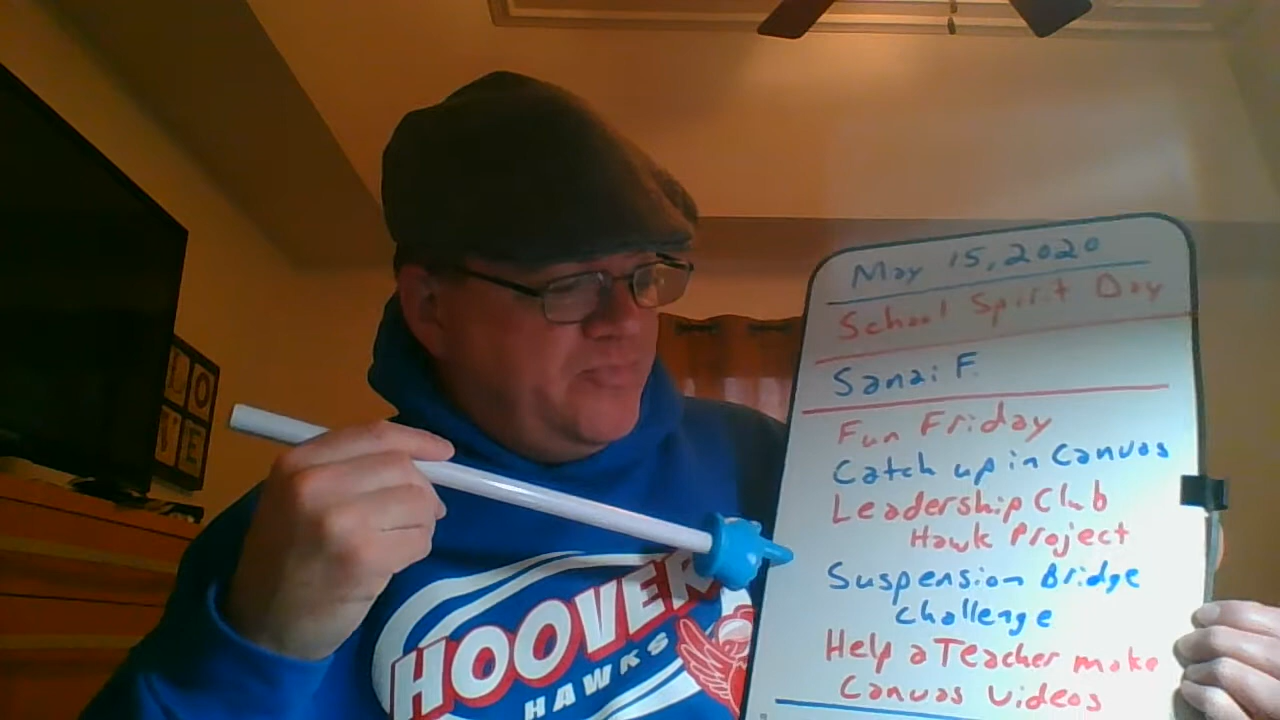 May 15, 2020
School Spirit Day
Sanai F.
Fun Friday
Catch up in Canvas
Leadership Club
Hawk Project
Suspension Bridge
Challenge
Help a Teacher make
Canvas Videos
LO
VE
HOOVER
HAWKS